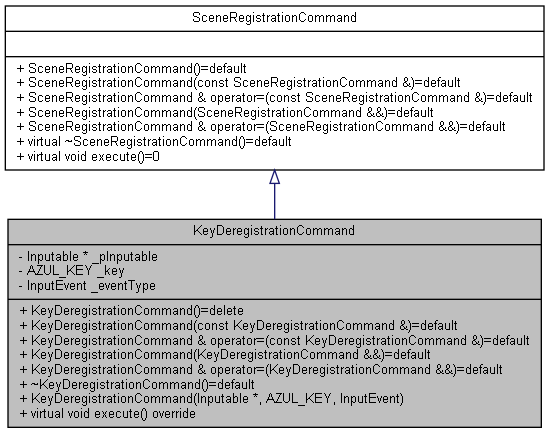 SceneRegistrationCommand
+ SceneRegistrationCommand()=default
+ SceneRegistrationCommand(const SceneRegistrationCommand &)=default
+ SceneRegistrationCommand & operator=(const SceneRegistrationCommand &)=default
+ SceneRegistrationCommand(SceneRegistrationCommand &&)=default
+ SceneRegistrationCommand & operator=(SceneRegistrationCommand &&)=default
+ virtual ~SceneRegistrationCommand()=default
+ virtual void execute()=0
KeyDeregistrationCommand
- Inputable * _pInputable
- AZUL_KEY _key
- InputEvent _eventType
+ KeyDeregistrationCommand()=delete
+ KeyDeregistrationCommand(const KeyDeregistrationCommand &)=default
+ KeyDeregistrationCommand & operator=(const KeyDeregistrationCommand &)=default
+ KeyDeregistrationCommand(KeyDeregistrationCommand &&)=default
+ KeyDeregistrationCommand & operator=(KeyDeregistrationCommand &&)=default
+ ~KeyDeregistrationCommand()=default
+ KeyDeregistrationCommand(Inputable *, AZUL_KEY, InputEvent)
+ virtual void execute() override